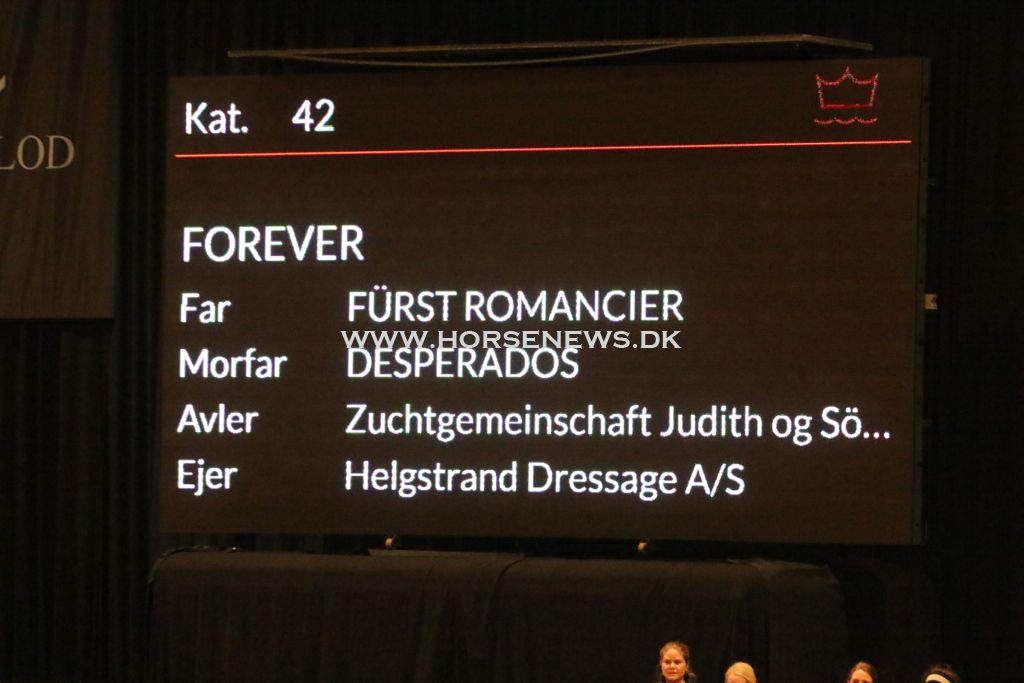 LOD
Kat. 42
FOREVER
Far FÜRST ROMANCIER
WWW.HORSENEWS.DK
Morfar DESPERADOS
Avler Zuchtgemeinschaft Judith og Sö...
Ejer Helgstrand Dressage A/S